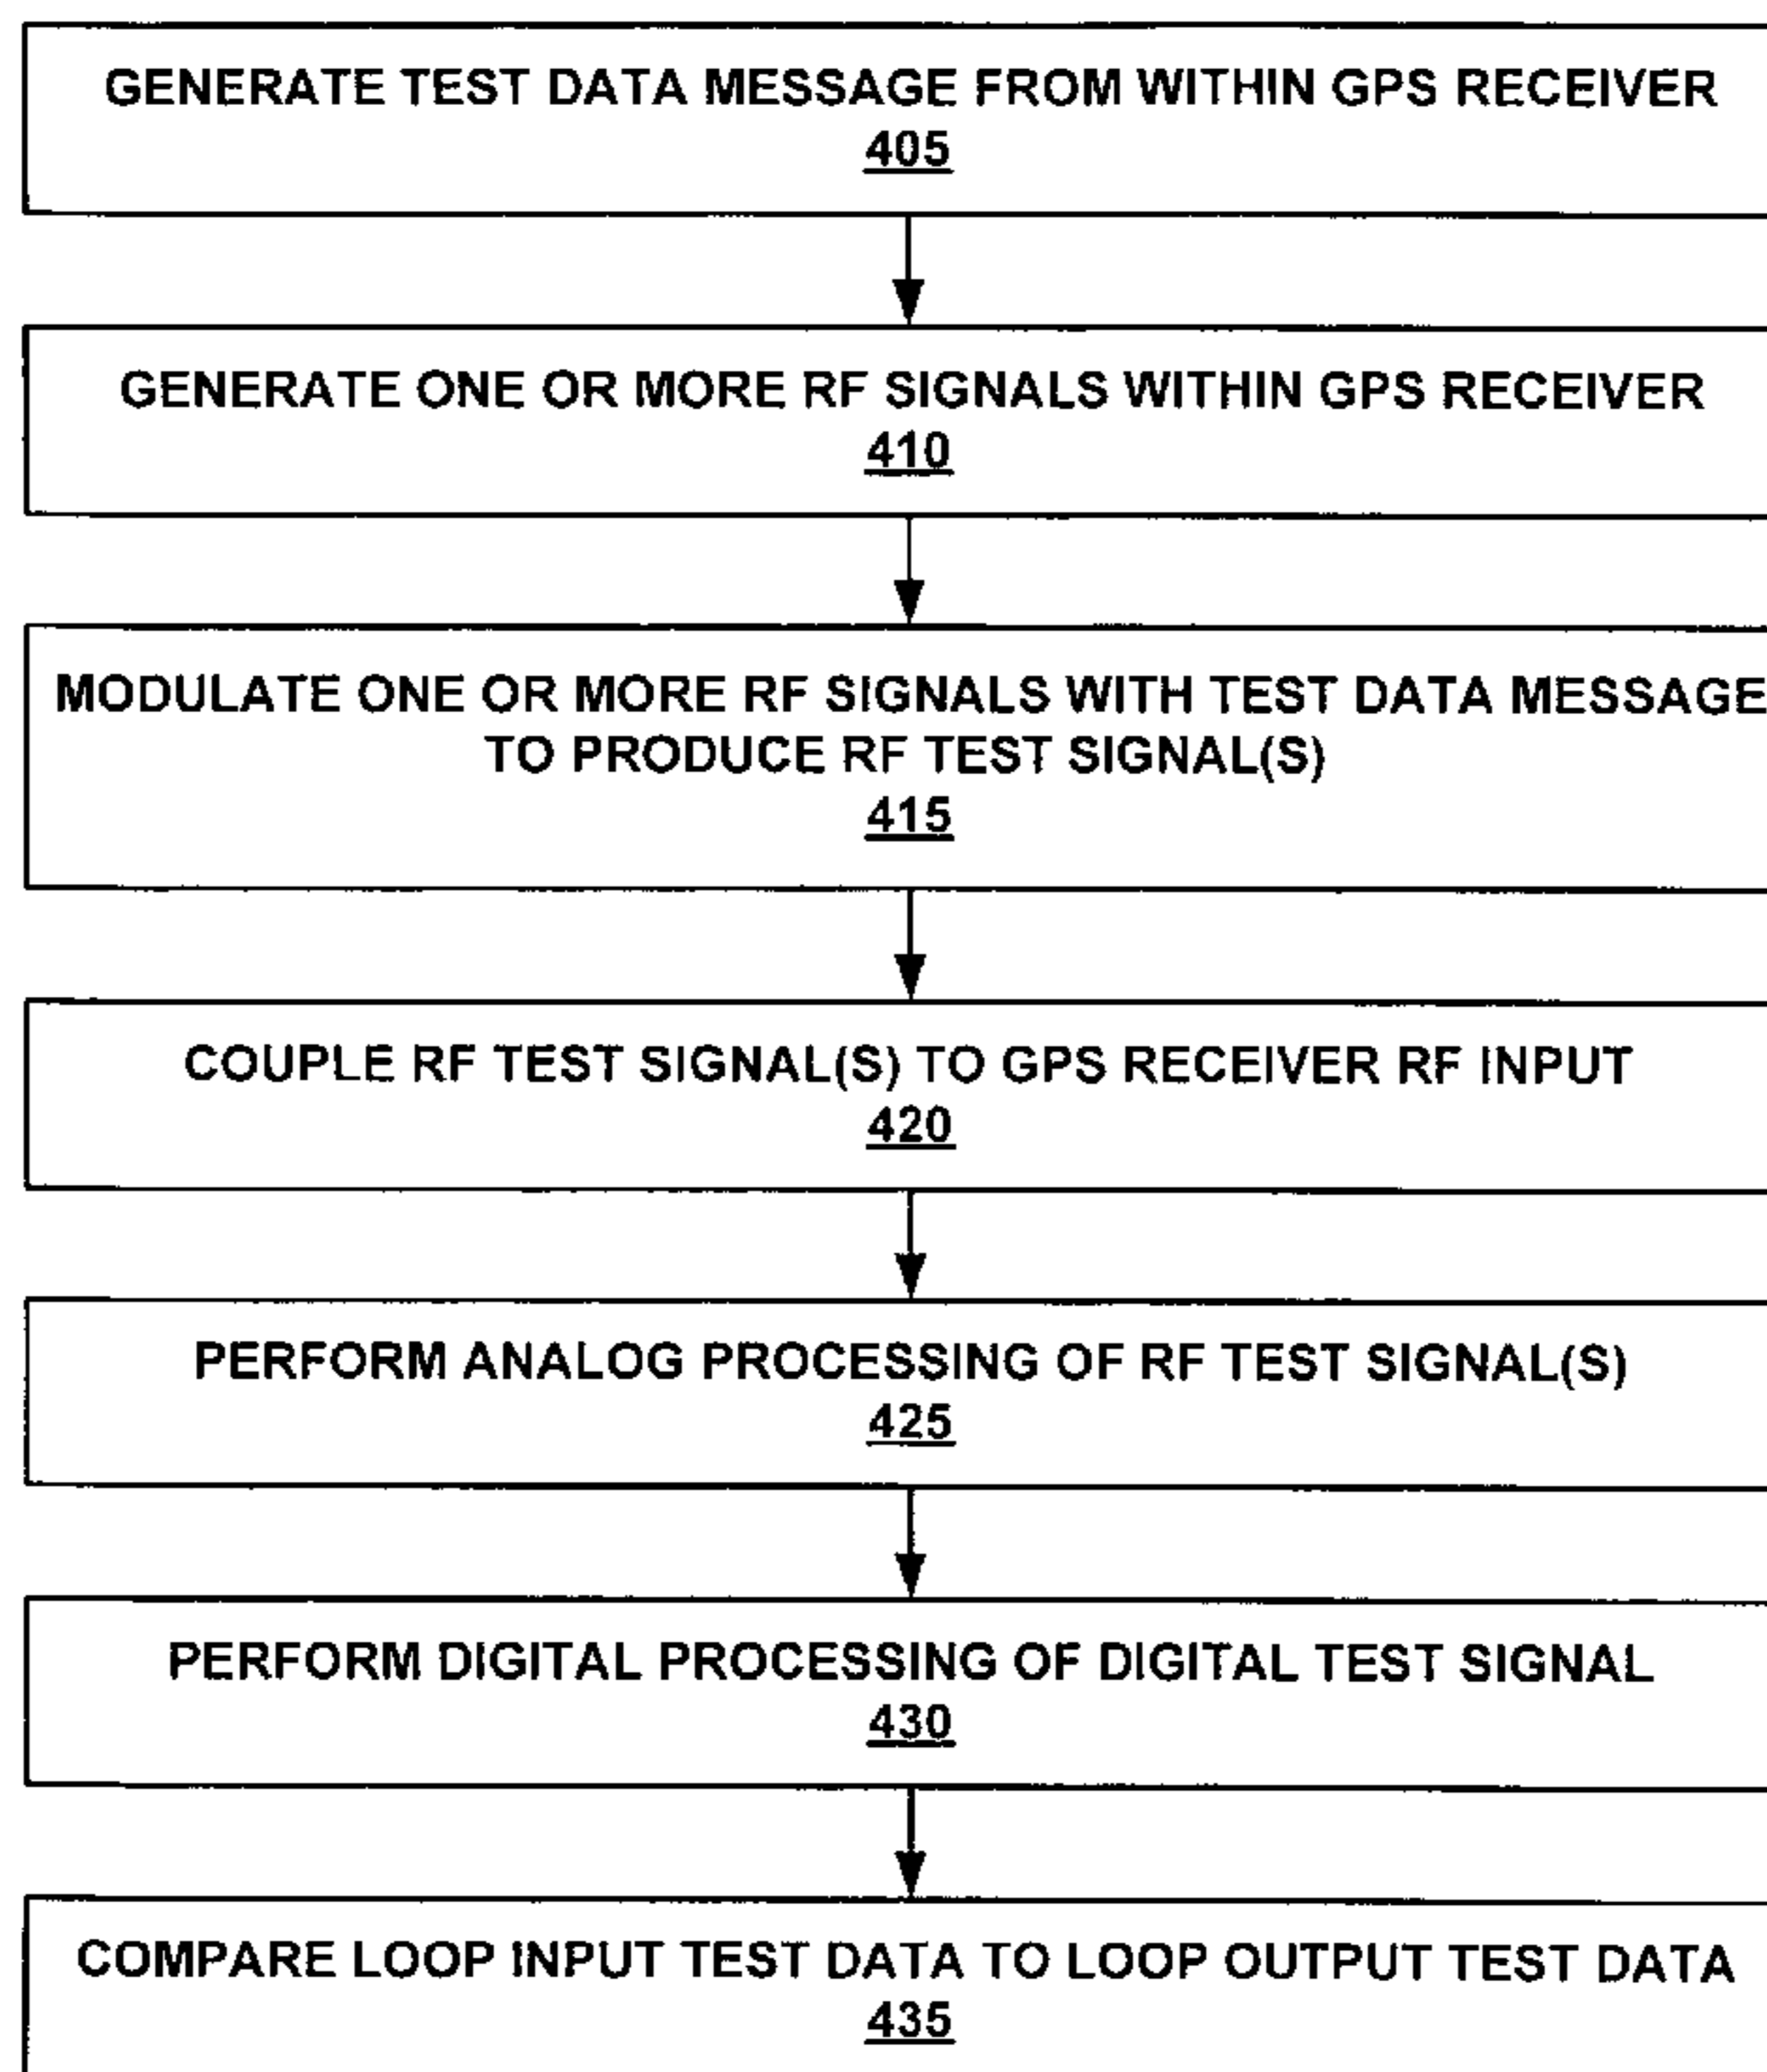 GENERATE TEST DATA MESSAGE FROM WITHIN GPS RECEIVER
405
GENERATE ONE OR MORE RF SIGNALS WITHIN GPS RECEIVER
410
MODULATE ONE OR MORE RF SIGNALS WITH TEST DATA MESSAGE
TO PRODUCE RF TEST SIGNAL(S)
415
COUPLE RF TEST SIGNAL(S) TO GPS RECEIVER RF INPUT
420
PERFORM ANALOG PROCESSING OF RF TEST SIGNAL(S)
425
PERFORM DIGITAL PROCESSING OF DIGITAL TEST SIGNAL
430
COMPARE LOOP INPUT TEST DATA TO LOOP OUTPUT TEST DATA
435